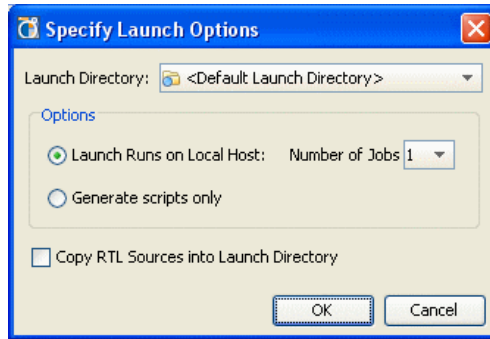 Specify Launch Options
Launch Directory: <Default Launch Directory>
Options
Launch Runs on Local Host: Number of Jobs 1
Generate scripts only
Copy RTL Sources into Launch Directory
OK Cancel